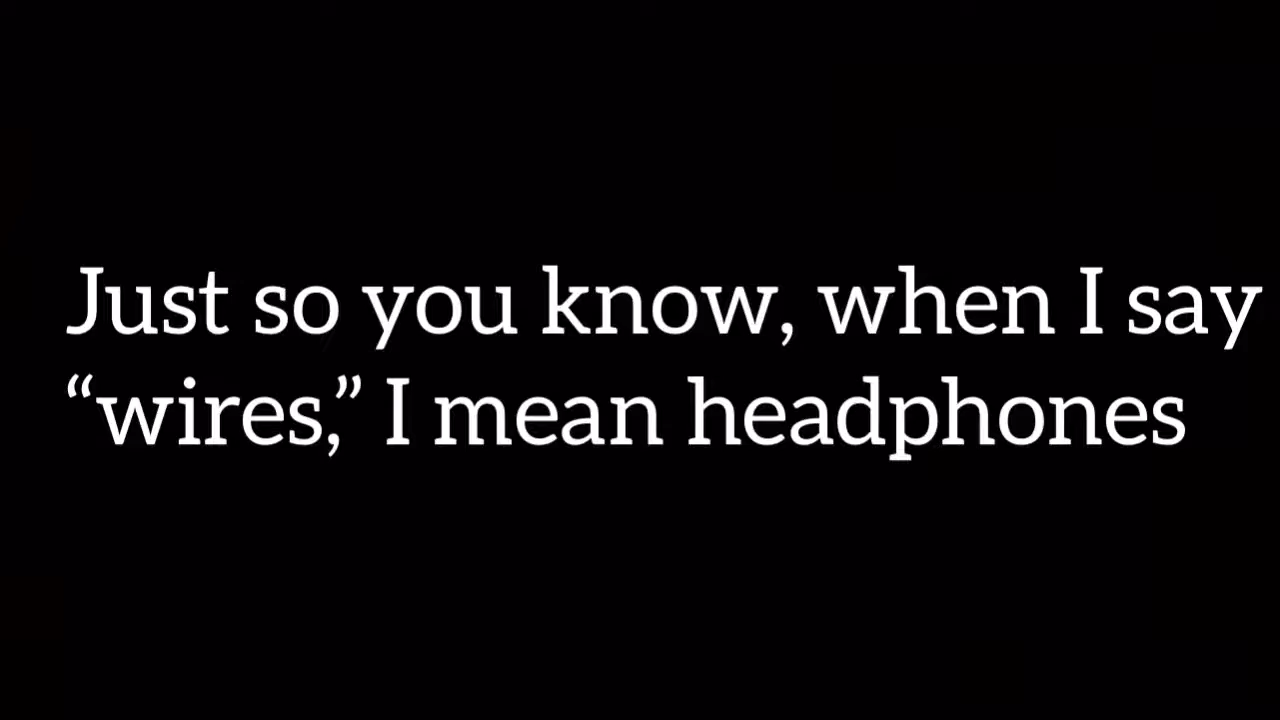 Just so you know, when I say
“wires,” I mean headphones